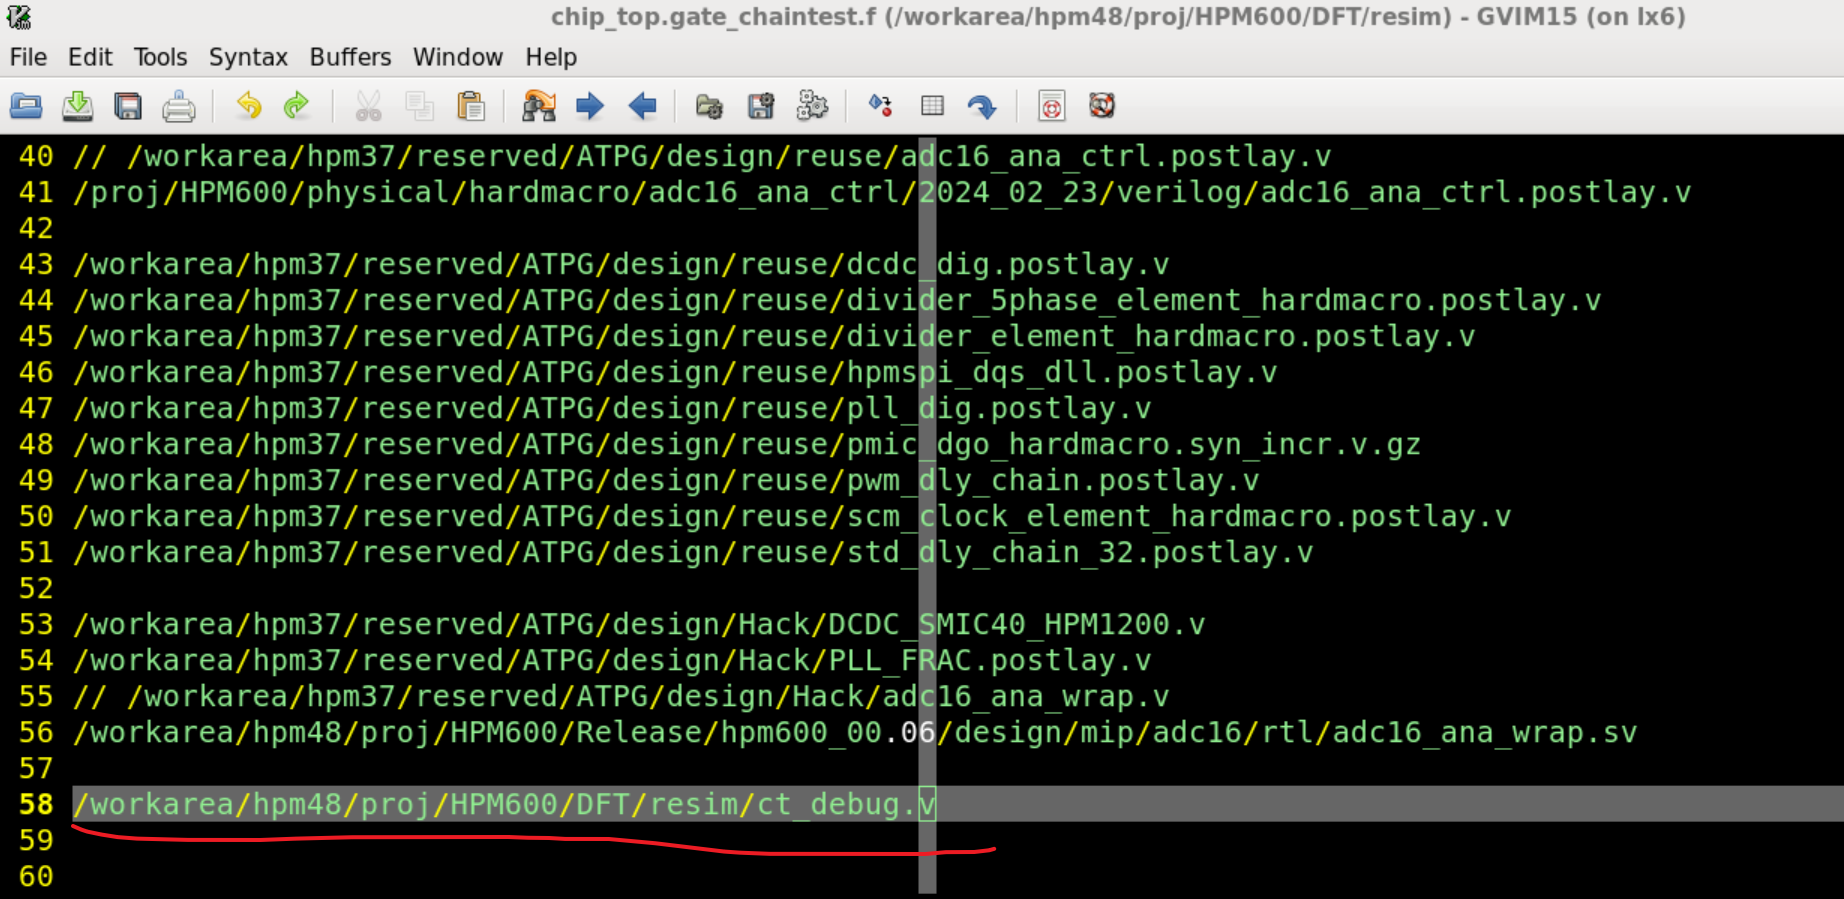 chip_top.gate_chaintest.f (/workarea/hpm48/proj/HPM600/DFT/resim) - GVIM15 (on lx6)
File Edit Tools Syntax Buffers Window Help
40 // /workarea/hpm37/reserved/ATPG/design/reuse/adc16_ana_ctrl.postlay.v
41 /proj/HPM600/physical/hardmacro/adc16_ana_ctrl/2024_02_23/verilog/adc16_ana_ctrl.postlay.v
42
43 /workarea/hpm37/reserved/ATPG/design/reuse/dcdc_dig.postlay.v
44 /workarea/hpm37/reserved/ATPG/design/reuse/divider_5phase_element_hardmacro.postlay.v
45 /workarea/hpm37/reserved/ATPG/design/reuse/divider_element_hardmacro.postlay.v
46 /workarea/hpm37/reserved/ATPG/design/reuse/hpmspi_dqs_dll.postlay.v
47 /workarea/hpm37/reserved/ATPG/design/reuse/pll_dig.postlay.v
48 /workarea/hpm37/reserved/ATPG/design/reuse/pmic_dgo_hardmacro.syn_incr.v.gz
49 /workarea/hpm37/reserved/ATPG/design/reuse/pwm_dly_chain.postlay.v
50 /workarea/hpm37/reserved/ATPG/design/reuse/scm_clock_element_hardmacro.postlay.v
51 /workarea/hpm37/reserved/ATPG/design/reuse/std_dly_chain_32.postlay.v
52
53 /workarea/hpm37/reserved/ATPG/design/Hack/DCDC_SMIC40_HPM1200.v
54 /workarea/hpm37/reserved/ATPG/design/Hack/PLL_FRAC.postlay.v
55 // /workarea/hpm37/reserved/ATPG/design/Hack/adc16_ana_wrap.v
56 /workarea/hpm48/proj/HPM600/Release/hpm600_00.06/design/mip/adc16/rtl/adc16_ana_wrap.sv
57
58 /workarea/hpm48/proj/HPM600/DFT/resim/ct_debug.v
59
60